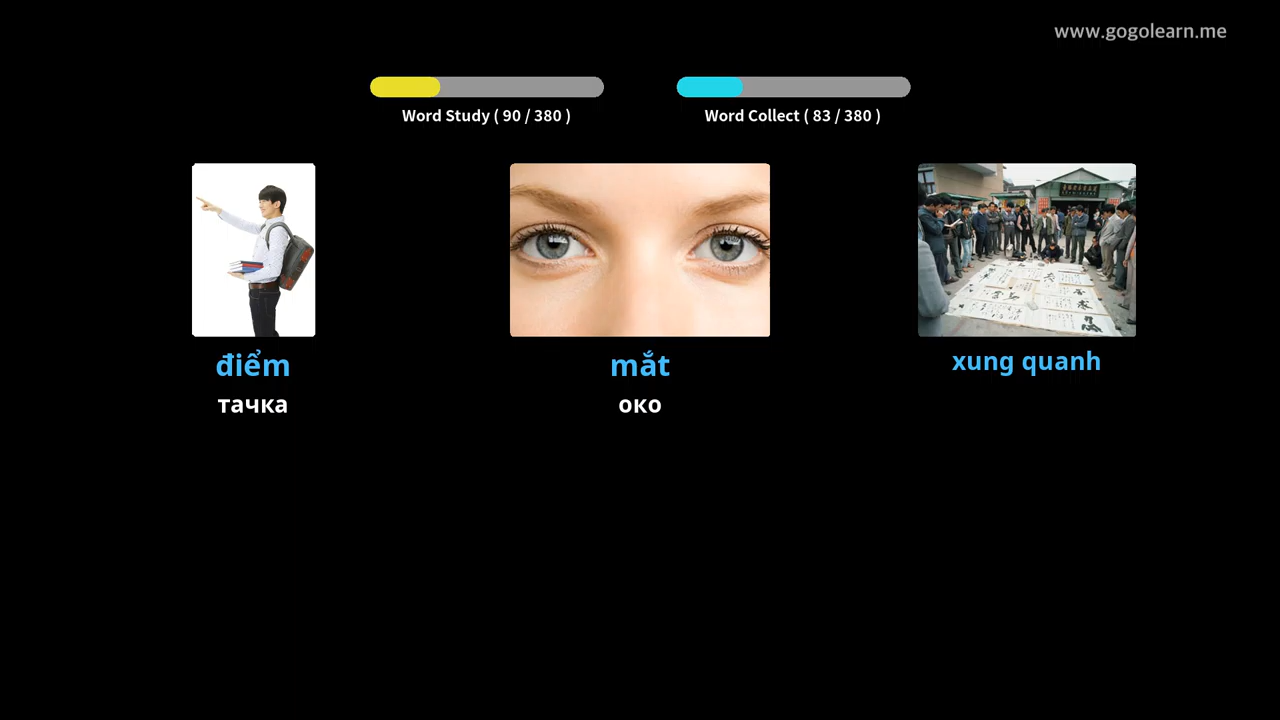 www.gogolearn.me
Word Study ( 90 / 380 )
Word Collect ( 83 / 380 )
điểm
тачка
mắt
око
xung quanh